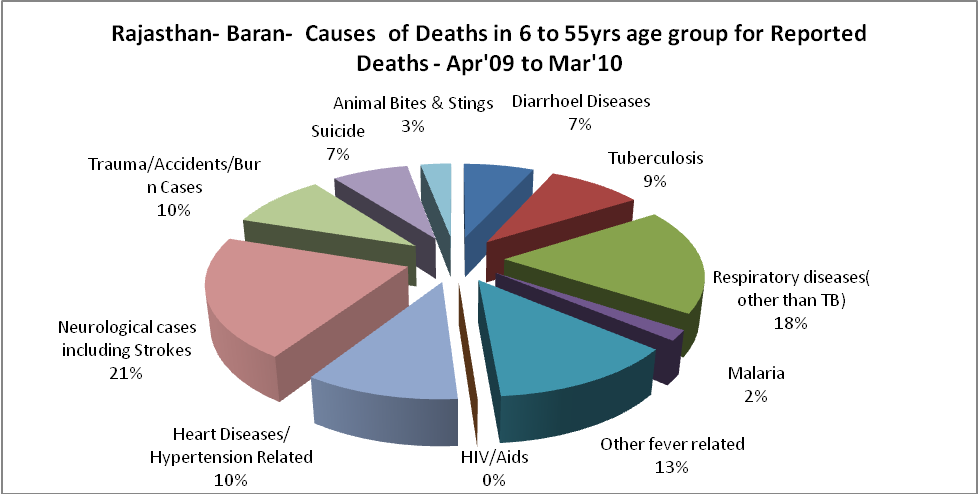 Rajasthan- Baran- Causes of Deaths in 6 to 55yrs age group for Reported
Deaths - Apr'09 to Mar'10
Animal Bites & Stings
3%
Diarrhoel Diseases
7%
Suicide
7%
Tuberculosis
9%
Trauma/Accidents/Bur
n Cases
10%
Respiratory diseases(
other than TB)
18%
Neurological cases
including Strokes
21%
Malaria
2%
Heart Diseases/
Hypertension Related
10%
HIV/Aids
0%
Other fever related
13%